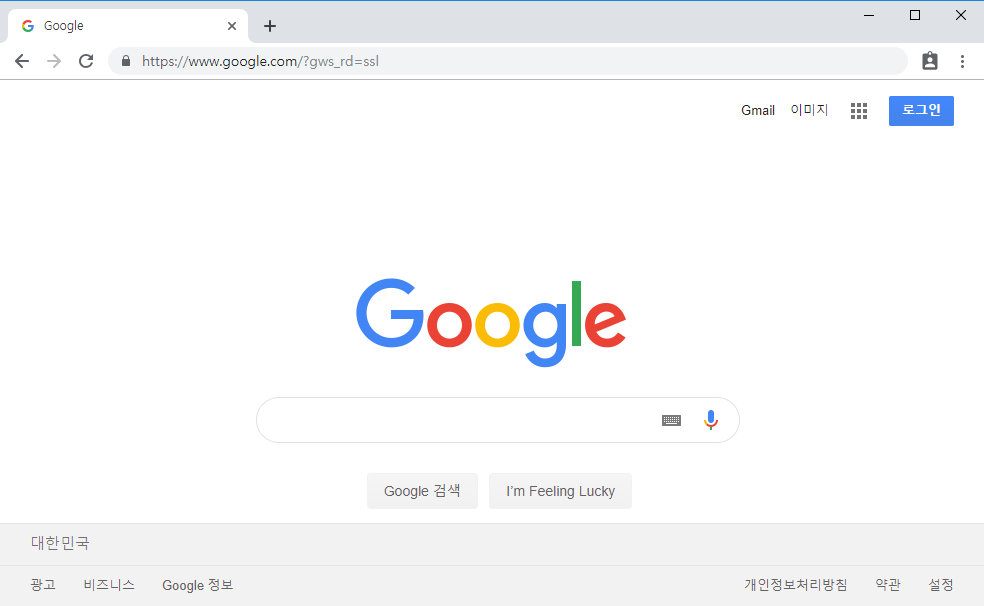 Google
https://www.google.com/?gws_rd=ssl
Gmail 이미지 로그인
Google
Google 검색 I'm Feeling Lucky
대한민국
광고 비즈니스 Google 정보 개인정보처리방침 약관 설정